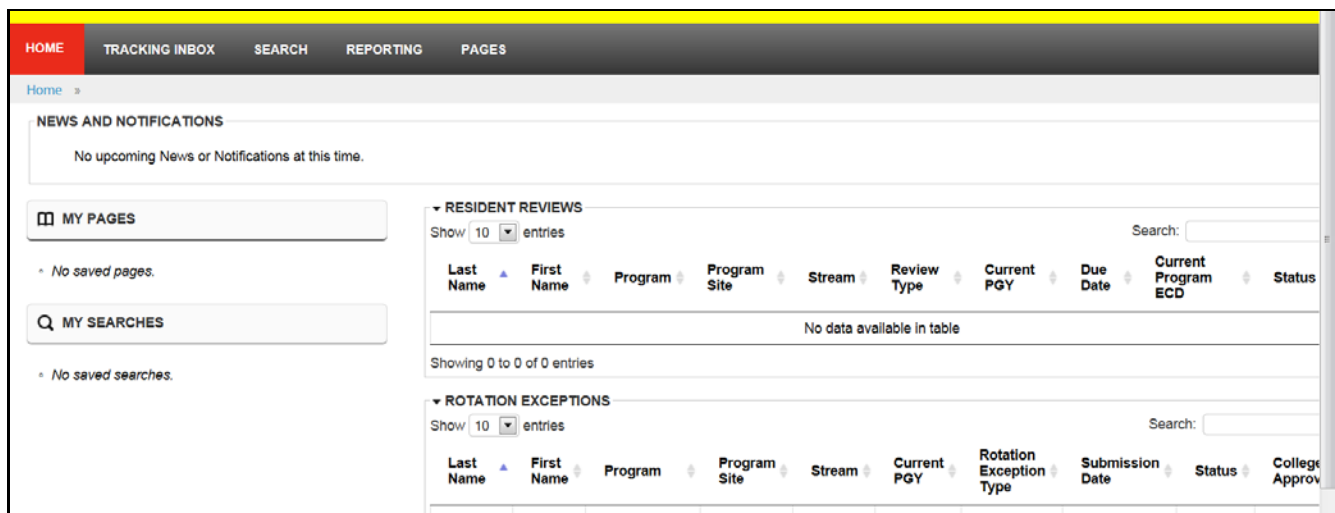 HOME TRACKING INBOX SEARCH REPORTING PAGES
Home »
NEWS AND NOTIFICATIONS
No upcoming News or Notifications at this time.
MY PAGES
No saved pages.
MY SEARCHES
No saved searches.
RESIDENT REVIEWS
Show 10 entries Search:
Last Name First Name Program Program Site Stream Review Type Current PGY Due Date Current Program ECD Status
No data available in table
Showing 0 to 0 of 0 entries
ROTATION EXCEPTIONS
Show 10 entries Search:
Last Name First Name Program Program Site Stream Current PGY Rotation Exception Type Submission Date Status College Approv